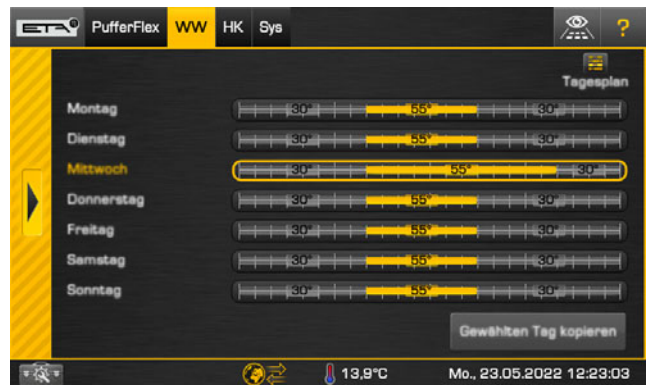 ETA PufferFlex WW HK Sys ?
Tagesplan
Montag 30° 55° 30°
Dienstag 30° 55° 30°
Mittwoch 30° 55° 30°
Donnerstag 30° 55° 30°
Freitag 30° 55° 30°
Samstag 30° 55° 30°
Sonntag 30° 55° 30°
Gewählten Tag kopieren
13,9°C Mo., 23.05.2022 12:23:03